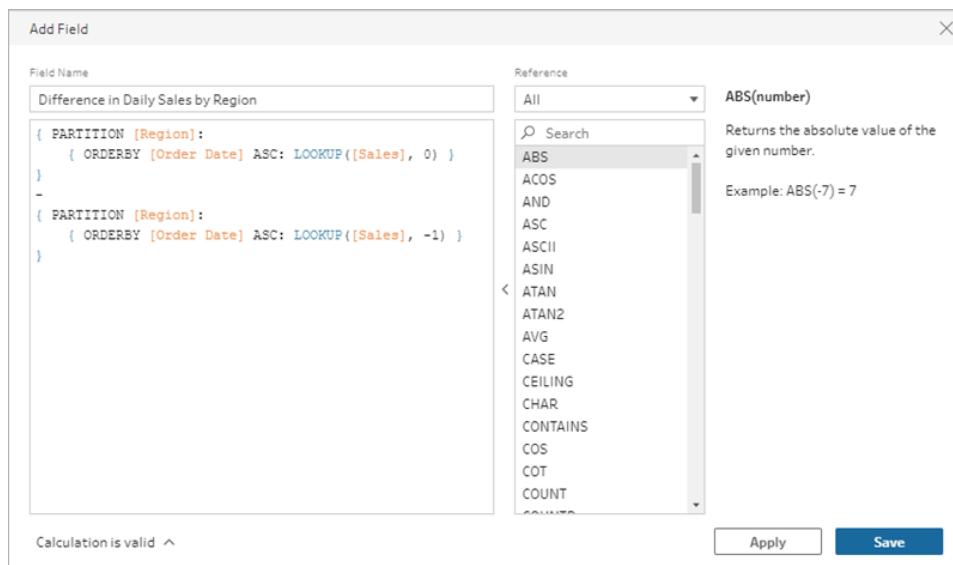 Add Field
Field Name
Difference in Daily Sales by Region
{ PARTITION [Region]:
{ ORDERBY [Order Date] ASC: LOOKUP([Sales], 0) }
}
-
{ PARTITION [Region]:
{ ORDERBY [Order Date] ASC: LOOKUP([Sales], -1) }
}
Calculation is valid
Reference
All
Search
ABS
ACOS
AND
ASC
ASCII
ASIN
ATAN
ATAN2
AVG
CASE
CEILING
CHAR
CONTAINS
COS
COT
COUNT
COUNTD
ABS(number)
Returns the absolute value of the
given number.
Example: ABS(-7) = 7
Apply
Save